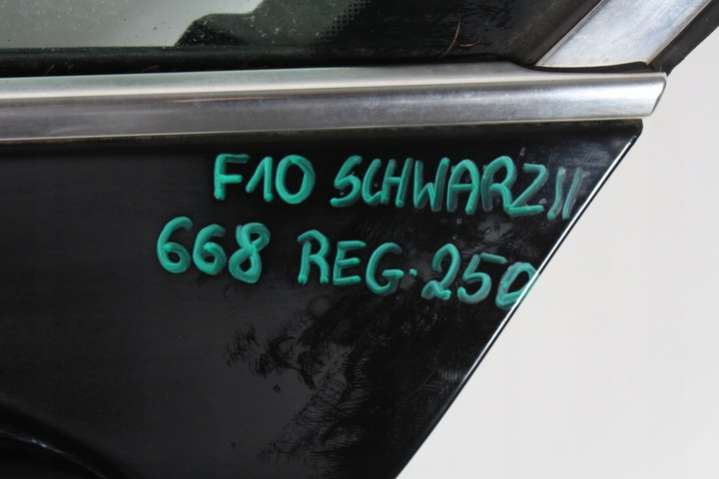 F10 SCHWARZ II
668 REG. 250